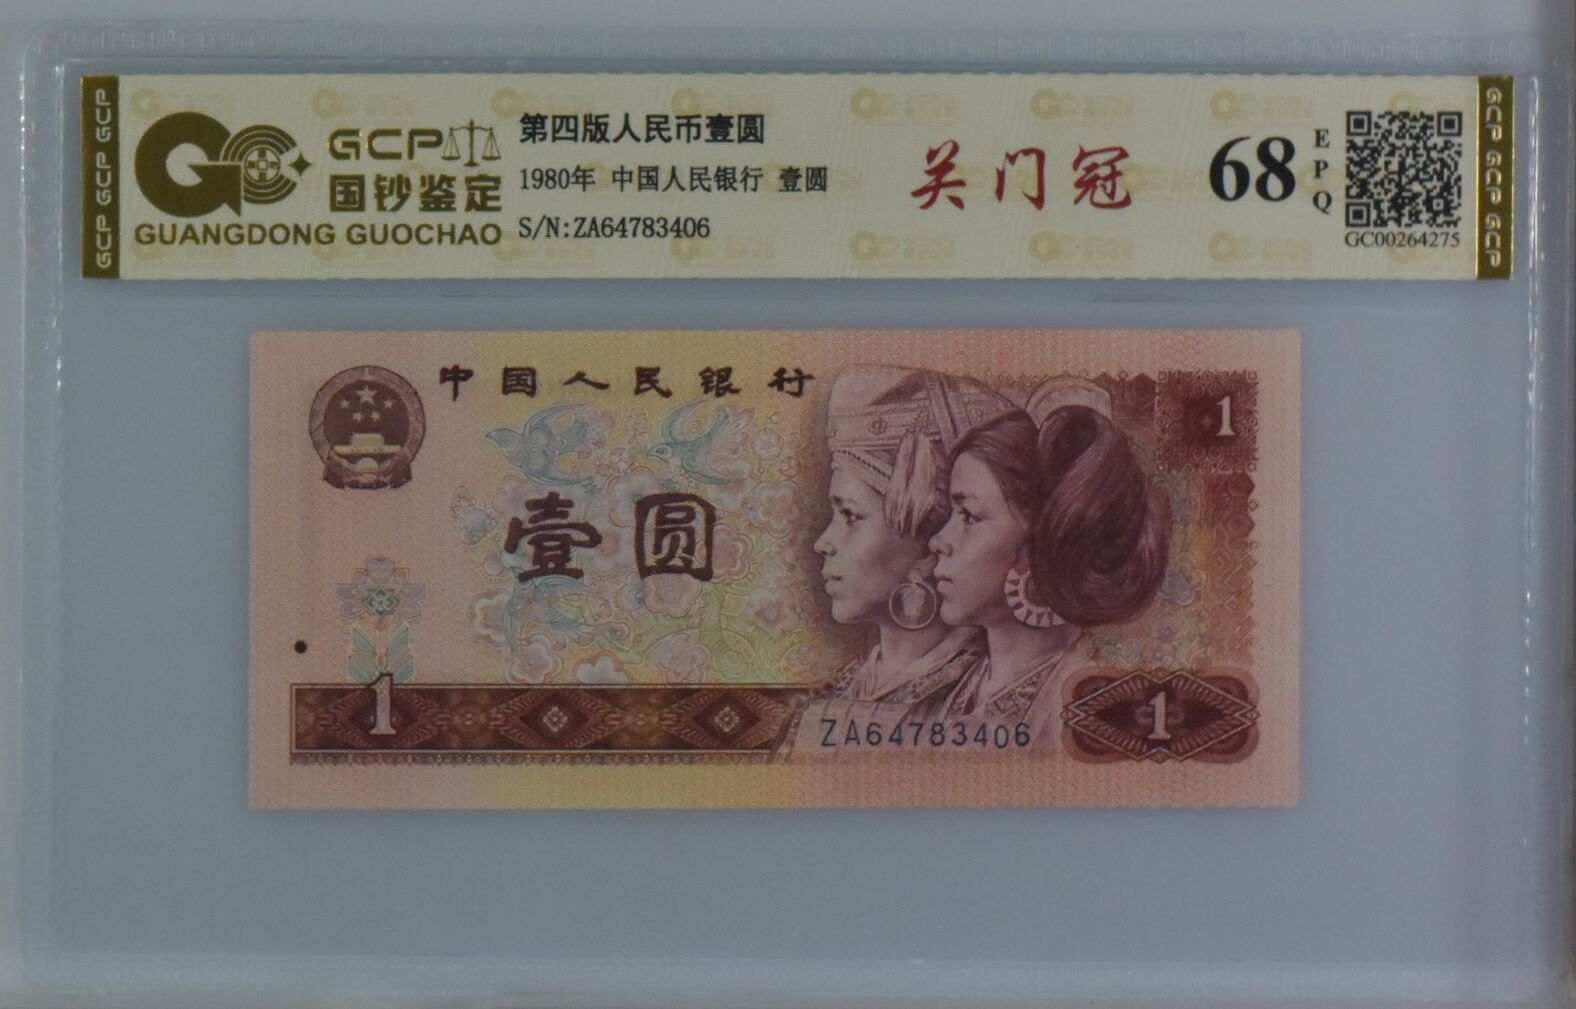 GCP GCP GCP
GC
GCP
国钞鉴定
GUANGDONG GUOCHAO
第四版人民币壹圆
1980年 中国人民银行 壹圆
S/N:ZA64783406
关门冠
68
EPQ
GC00264275
GCP GCP GCP
中国人民银行
1
壹圆
1
ZA64783406
1